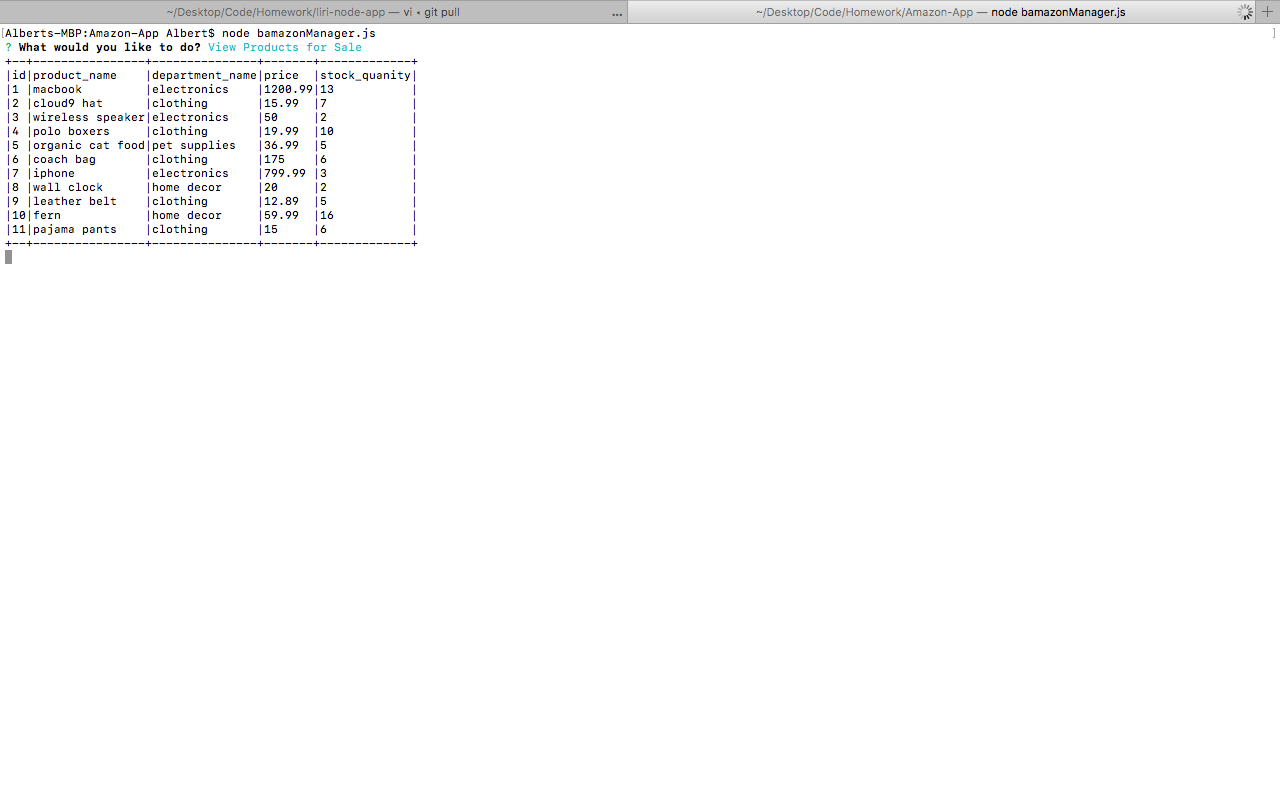 ~/Desktop/Code/Homework/liri-node-app — vi • git pull ...
~/Desktop/Code/Homework/Amazon-App — node bamazonManager.js +
[Alberts-MBP:Amazon-App Albert$ node bamazonManager.js ]
? What would you like to do? View Products for Sale
+--+----------------+---------------+-------+-------------+
|id|product_name    |department_name|price  |stock_quanity|
|1 |macbook         |electronics    |1200.99|13           |
|2 |cloud9 hat      |clothing       |15.99  |7            |
|3 |wireless speaker|electronics    |50     |2            |
|4 |polo boxers     |clothing       |19.99  |10           |
|5 |organic cat food|pet supplies   |36.99  |5            |
|6 |coach bag       |clothing       |175    |6            |
|7 |iphone          |electronics    |799.99 |3            |
|8 |wall clock      |home decor     |20     |2            |
|9 |leather belt    |clothing       |12.89  |5            |
|10|fern            |home decor     |59.99  |16           |
|11|pajama pants    |clothing       |15     |6            |
+--+----------------+---------------+-------+-------------+